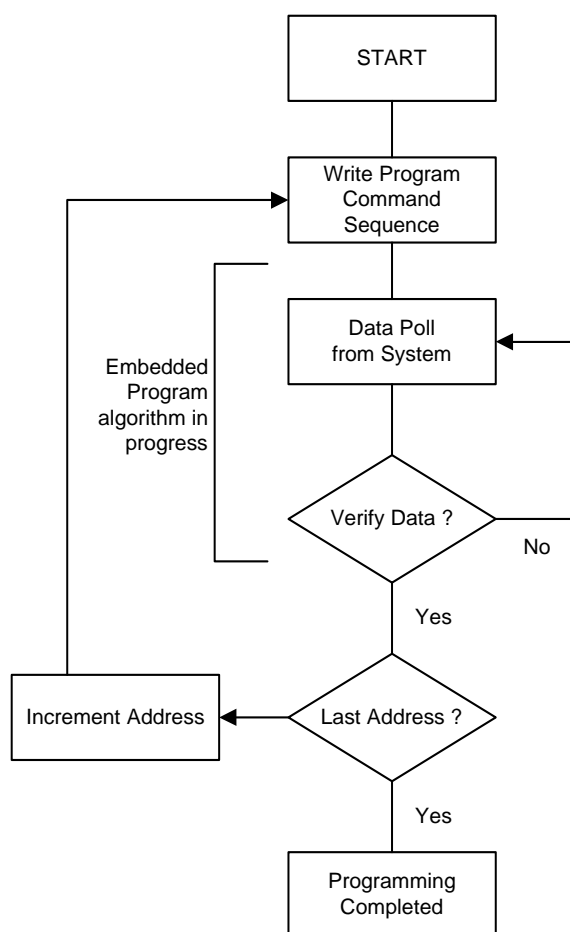 START
Write Program
Command
Sequence
Data Poll
from System
Embedded
Program
algorithm in
progress
Verify Data ?
No
Yes
Increment Address
Last Address ?
Yes
Programming
Completed